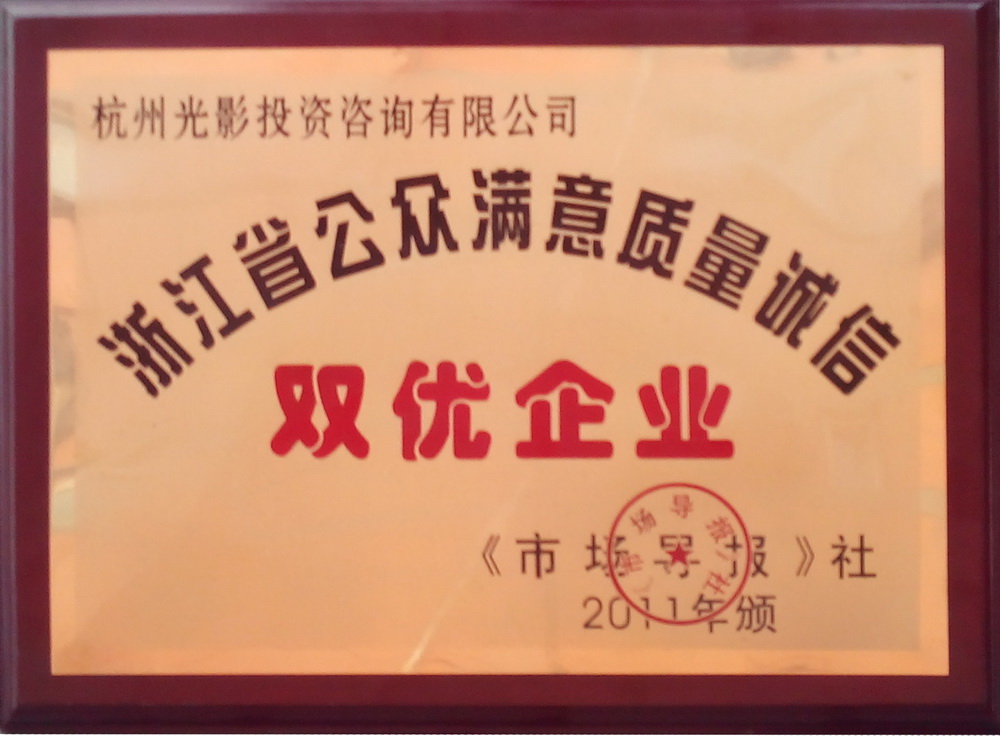 杭州光影投资咨询有限公司
浙江省公众满意质量诚信
双优企业
《市场导报》社
2011年颁
《市场导报》社